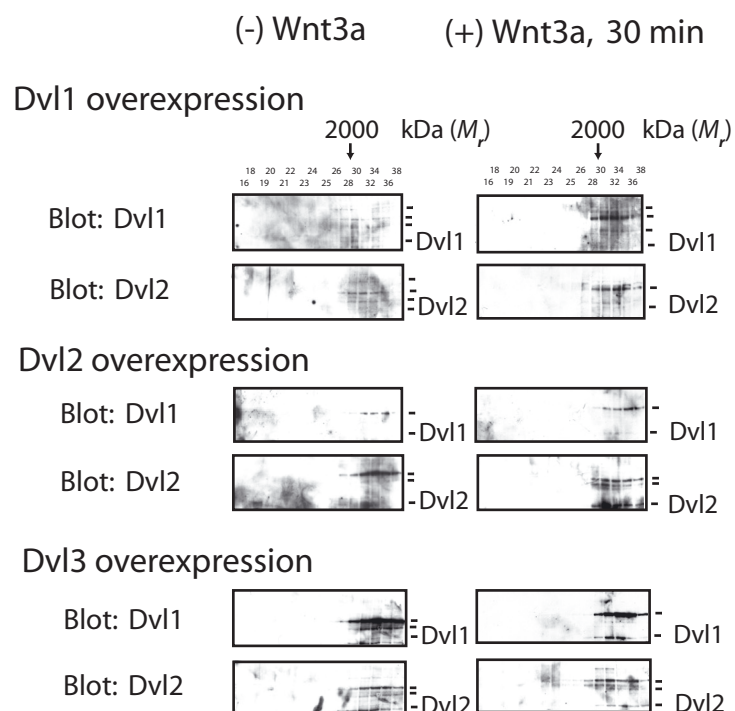 (-) Wnt3a (+) Wnt3a, 30 min
Dvl1 overexpression
2000 kDa (Mr) 2000 kDa (Mr)
18 20 22 24 26 30 34 38 18 20 22 24 26 30 34 38
16 19 21 23 25 28 32 36 16 19 21 23 25 28 32 36
Blot: Dvl1 Dvl1 Dvl1
Blot: Dvl2 Dvl2 Dvl2
Dvl2 overexpression
Blot: Dvl1 Dvl1 Dvl1
Blot: Dvl2 Dvl2 Dvl2
Dvl3 overexpression
Blot: Dvl1 Dvl1 Dvl1
Blot: Dvl2 Dvl2 Dvl2